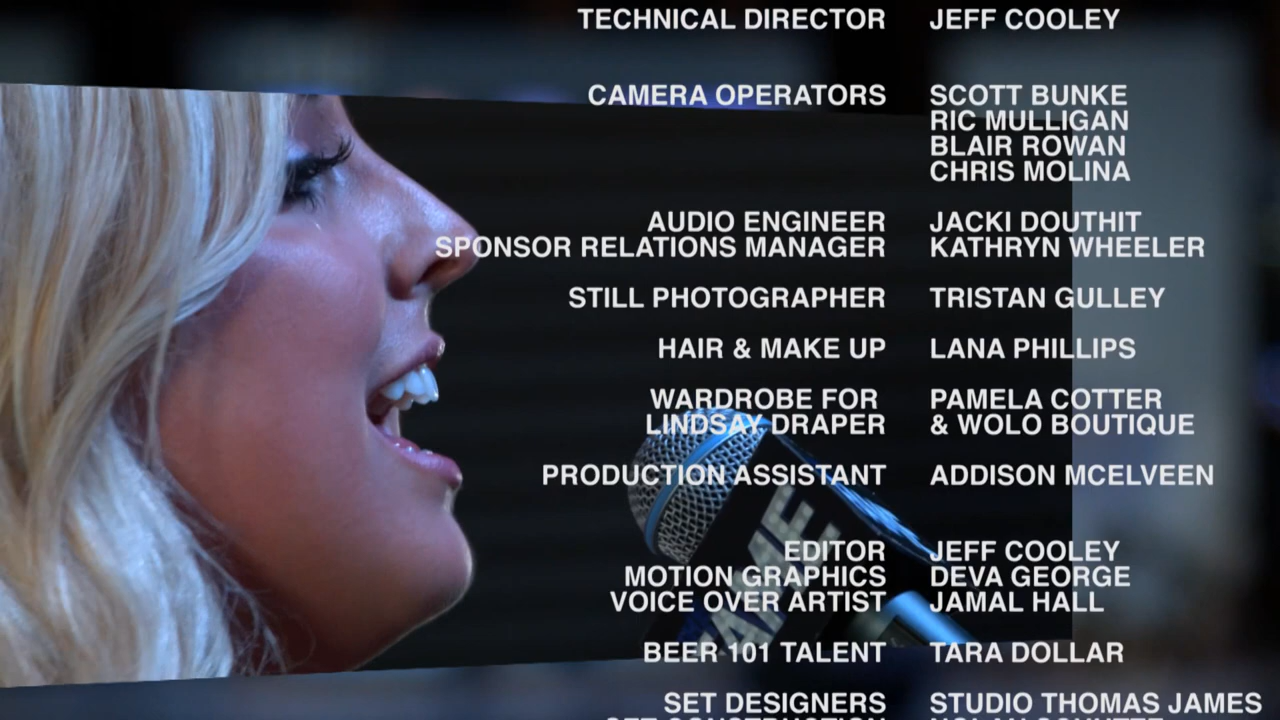 TECHNICAL DIRECTOR JEFF COOLEY
CAMERA OPERATORS SCOTT BUNKE
RIC MULLIGAN
BLAIR ROWAN
CHRIS MOLINA
AUDIO ENGINEER JACKI DOUTHIT
SPONSOR RELATIONS MANAGER KATHRYN WHEELER
STILL PHOTOGRAPHER TRISTAN GULLEY
HAIR & MAKE UP LANA PHILLIPS
WARDROBE FOR PAMELA COTTER
LINDSAY DRAPER & WOLO BOUTIQUE
PRODUCTION ASSISTANT ADDISON MCELVEEN
EDITOR JEFF COOLEY
MOTION GRAPHICS DEVA GEORGE
VOICE OVER ARTIST JAMAL HALL
BEER 101 TALENT TARA DOLLAR
SET DESIGNERS STUDIO THOMAS JAMES